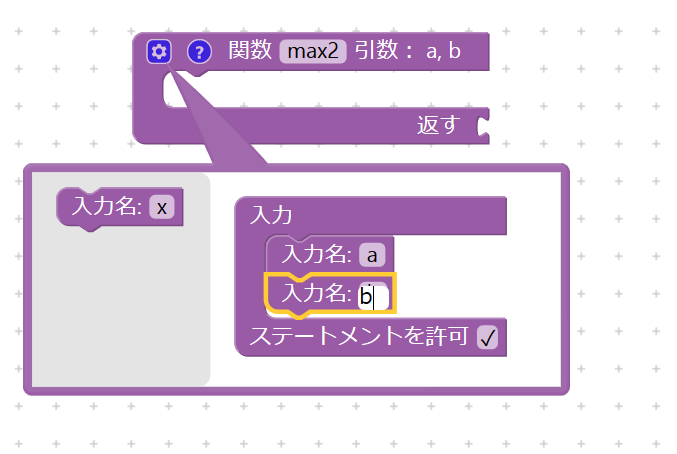 ? 関数 max2 引数： a, b
返す
入力名: x
入力
入力名: a
入力名: b
ステートメントを許可 ✓